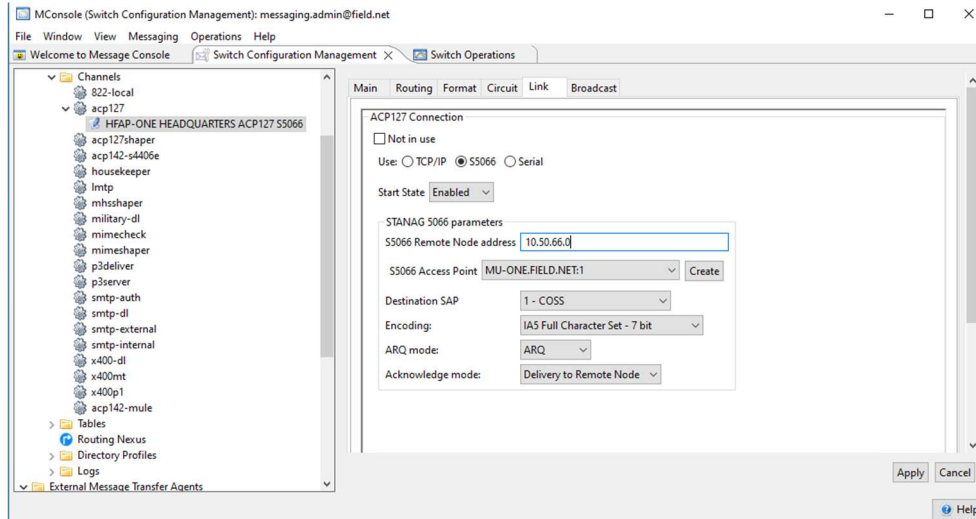 MConsole (Switch Configuration Management): messaging.admin@field.net
File Window View Messaging Operations Help
Welcome to Message Console Switch Configuration Management Switch Operations
Channels
822-local
acp127
HFAP-ONE HEADQUARTERS ACP127 S5066
acp127shaper
acp142-s4406e
housekeeper
lmtp
mhsshaper
military-dl
mimecheck
mimeshaper
p3deliver
p3server
smtp-auth
smtp-dl
smtp-external
smtp-internal
x400-dl
x400mt
x400p1
acp142-mule
Tables
Routing Nexus
Directory Profiles
Logs
External Message Transfer Agents
Main Routing Format Circuit Link Broadcast
ACP127 Connection
Not in use
Use: TCP/IP S5066 Serial
Start State Enabled
STANAG 5066 parameters
S5066 Remote Node address 10.50.66.0
S5066 Access Point MU-ONE.FIELD.NET:1 Create
Destination SAP 1 - COSS
Encoding: IA5 Full Character Set - 7 bit
ARQ mode: ARQ
Acknowledge mode: Delivery to Remote Node
Apply Cancel
Help